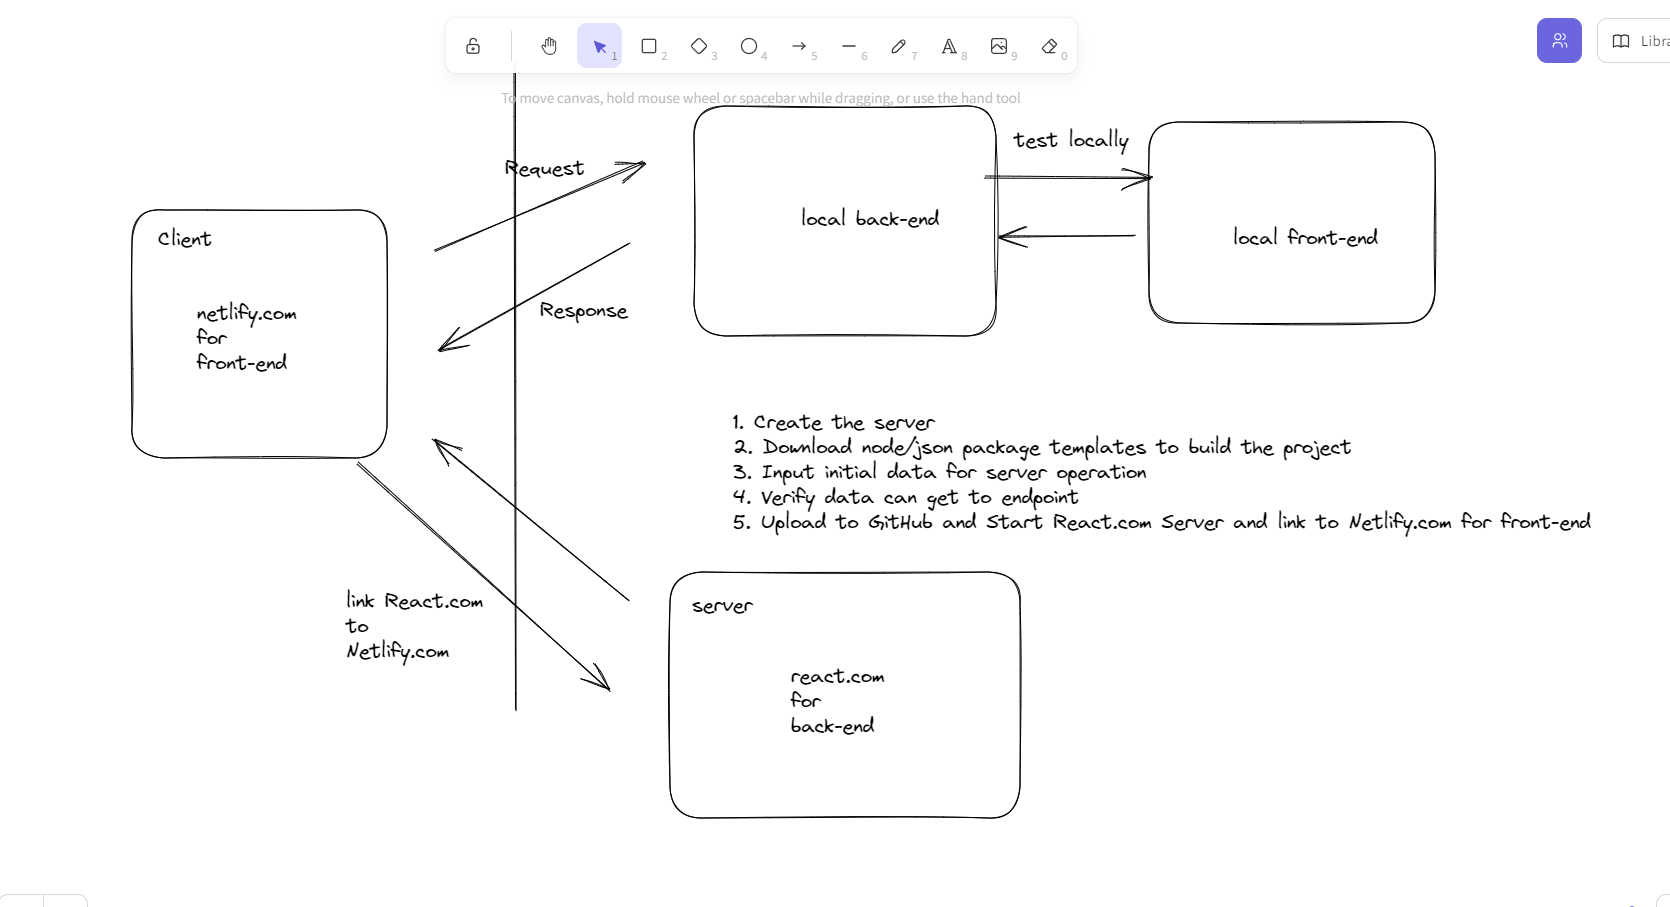 1
2
3
4
5
6
7
8
9
0
Libra
To move canvas, hold mouse wheel or spacebar while dragging, or use the hand tool
Request
Response
Client
netlify.com
for
front-end
local back-end
test locally
local front-end
1. Create the server
2. Download node/json package templates to build the project
3. Input initial data for server operation
4. Verify data can get to endpoint
5. Upload to GitHub and Start React.com Server and link to Netlify.com for front-end
link React.com
to
Netlify.com
server
react.com
for
back-end